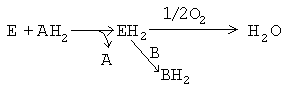 1/2O₂
E + AH₂ EH₂ H₂O
A B
BH₂